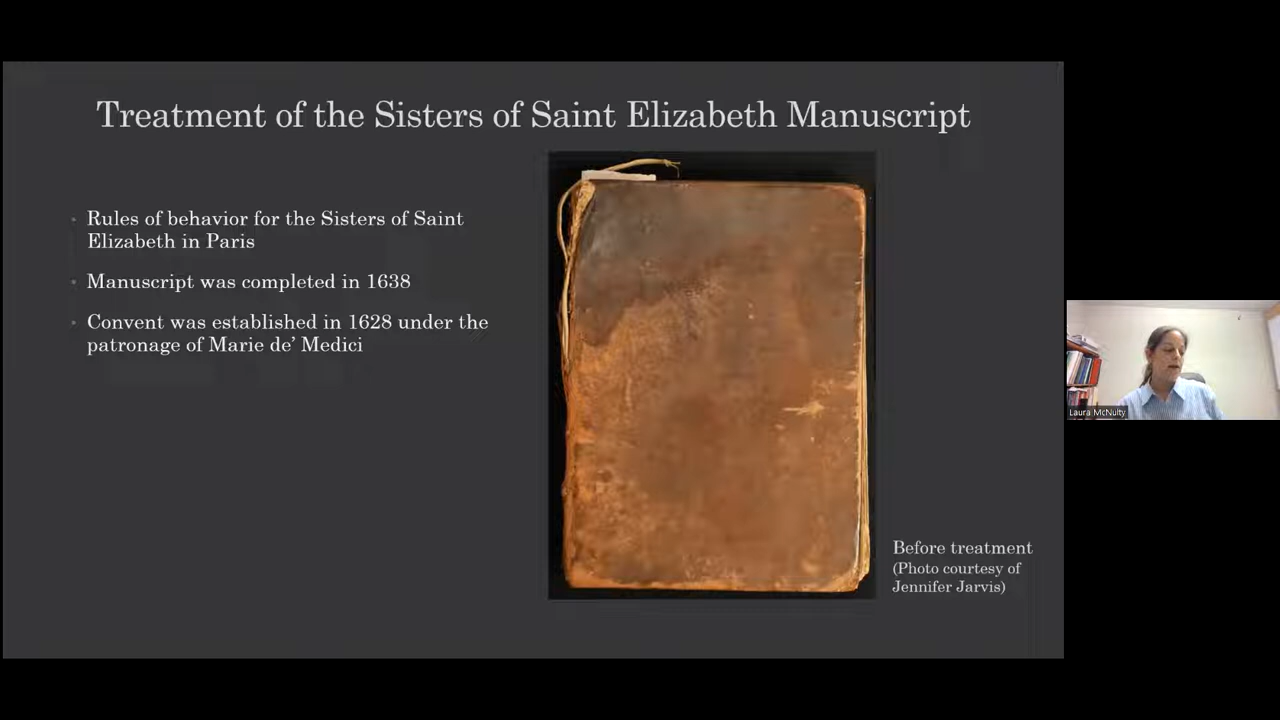 Treatment of the Sisters of Saint Elizabeth Manuscript
Rules of behavior for the Sisters of Saint
Elizabeth in Paris
Manuscript was completed in 1638
Convent was established in 1628 under the
patronage of Marie de’ Medici
Before treatment
(Photo courtesy of
Jennifer Jarvis)
Laura McNulty